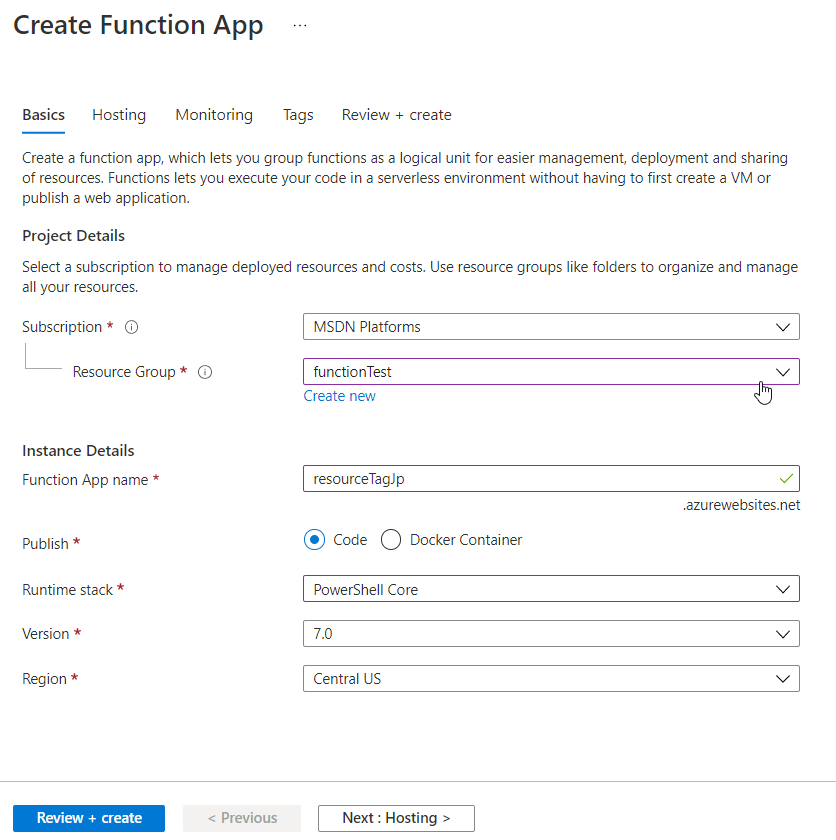 Create Function App ...
Basics Hosting Monitoring Tags Review + create
Create a function app, which lets you group functions as a logical unit for easier management, deployment and sharing
of resources. Functions lets you execute your code in a serverless environment without having to first create a VM or
publish a web application.
Project Details
Select a subscription to manage deployed resources and costs. Use resource groups like folders to organize and manage
all your resources.
Subscription * MSDN Platforms
Resource Group * functionTest
Create new
Instance Details
Function App name * resourceTagJp
.azurewebsites.net
Publish * Code Docker Container
Runtime stack * PowerShell Core
Version * 7.0
Region * Central US
Review + create < Previous Next : Hosting >